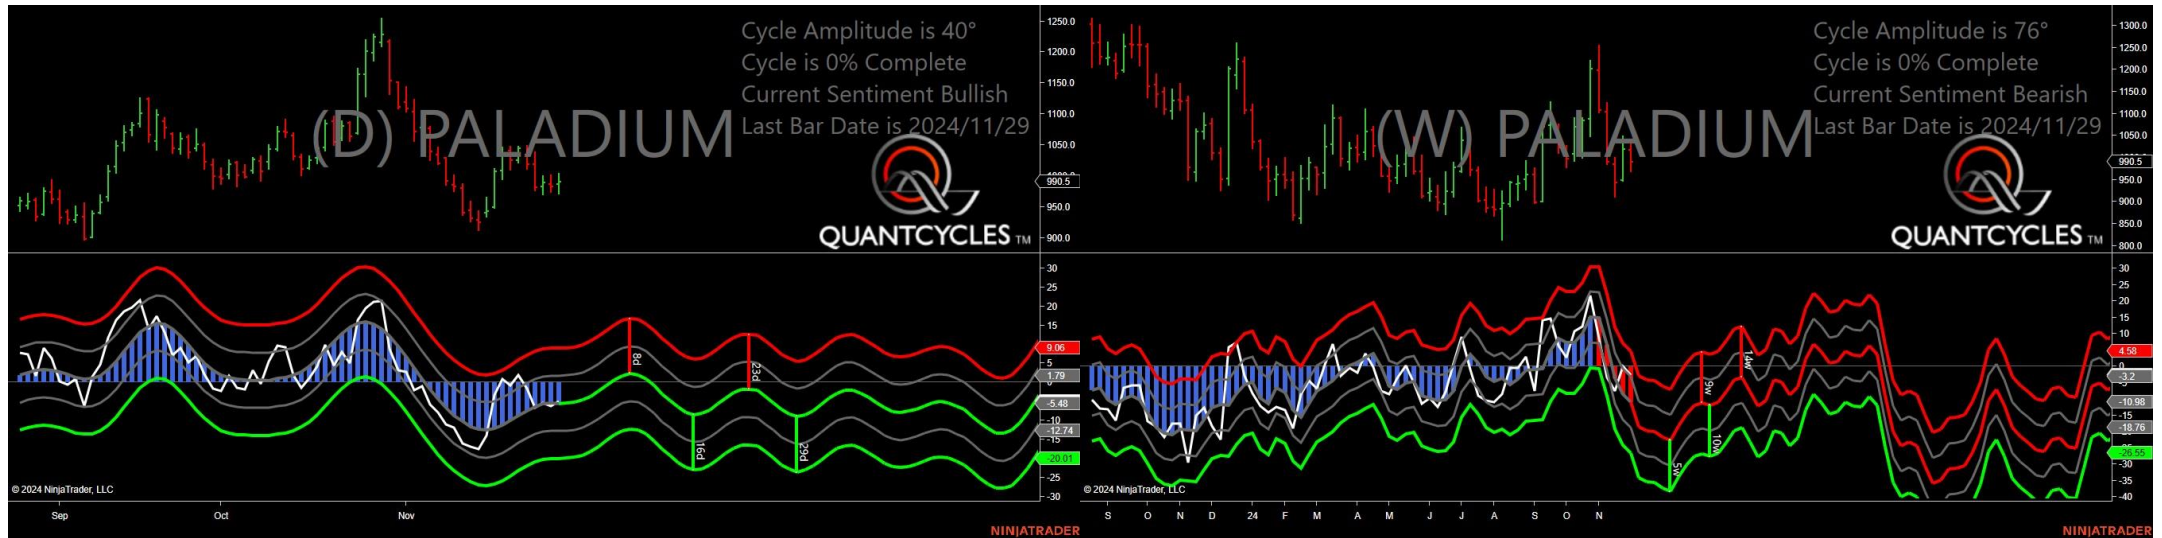 Cycle Amplitude is 40°
Cycle is 0% Complete
Current Sentiment Bullish
Last Bar Date is 2024/11/29
(D) PALADIUM
QUANTCYCLES TM
1250.0
1200.0
1150.0
1100.0
1050.0
990.5
950.0
900.0
30
25
20
15
9.06
5
1.79
-5.48
-12.74
-20.01
-25
-30
8d
23d
16d
29d
© 2024 NinjaTrader, LLC
Sep Oct Nov
NINJATRADER
Cycle Amplitude is 76°
Cycle is 0% Complete
Current Sentiment Bearish
Last Bar Date is 2024/11/29
(W) PALADIUM
QUANTCYCLES TM
1300.0
1250.0
1200.0
1150.0
1100.0
1050.0
990.5
950.0
900.0
850.0
800.0
30
25
20
15
10
4.58
-3.2
-10.98
-15
-18.76
-26.55
-30
-35
-40
9w
14w
10w
5w
© 2024 NinjaTrader, LLC
S O N D 24 F M A M J J A S O N
NINJATRADER